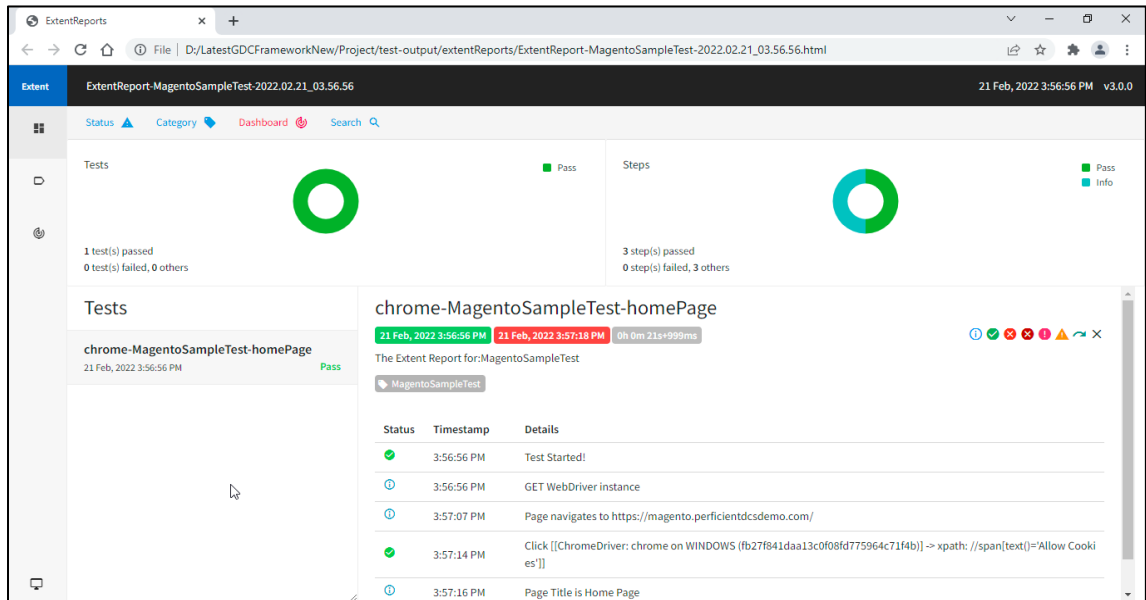 ExtentReports
File | D:/LatestGDCFrameworkNew/Project/test-output/extentReports/ExtentReport-MagentoSampleTest-2022.02.21_03.56.56.html
Extent ExtentReport-MagentoSampleTest-2022.02.21_03.56.56 21 Feb, 2022 3:56:56 PM v3.0.0
Status Category Dashboard Search
Tests
Pass
1 test(s) passed
0 test(s) failed, 0 others
Steps
Pass
Info
3 step(s) passed
0 step(s) failed, 3 others
Tests
chrome-MagentoSampleTest-homePage
21 Feb, 2022 3:56:56 PM Pass
chrome-MagentoSampleTest-homePage
21 Feb, 2022 3:56:56 PM 21 Feb, 2022 3:57:18 PM 0h 0m 21s+999ms
The Extent Report for:MagentoSampleTest
MagentoSampleTest
Status Timestamp Details
3:56:56 PM Test Started!
3:56:56 PM GET WebDriver instance
3:57:07 PM Page navigates to https://magento.perficientdcsdemo.com/
3:57:14 PM Click [[ChromeDriver: chrome on WINDOWS (fb27f841daa13c0f08fd775964c71f4b)] -> xpath: //span[text()='Allow Cooki
es']]
3:57:16 PM Page Title is Home Page